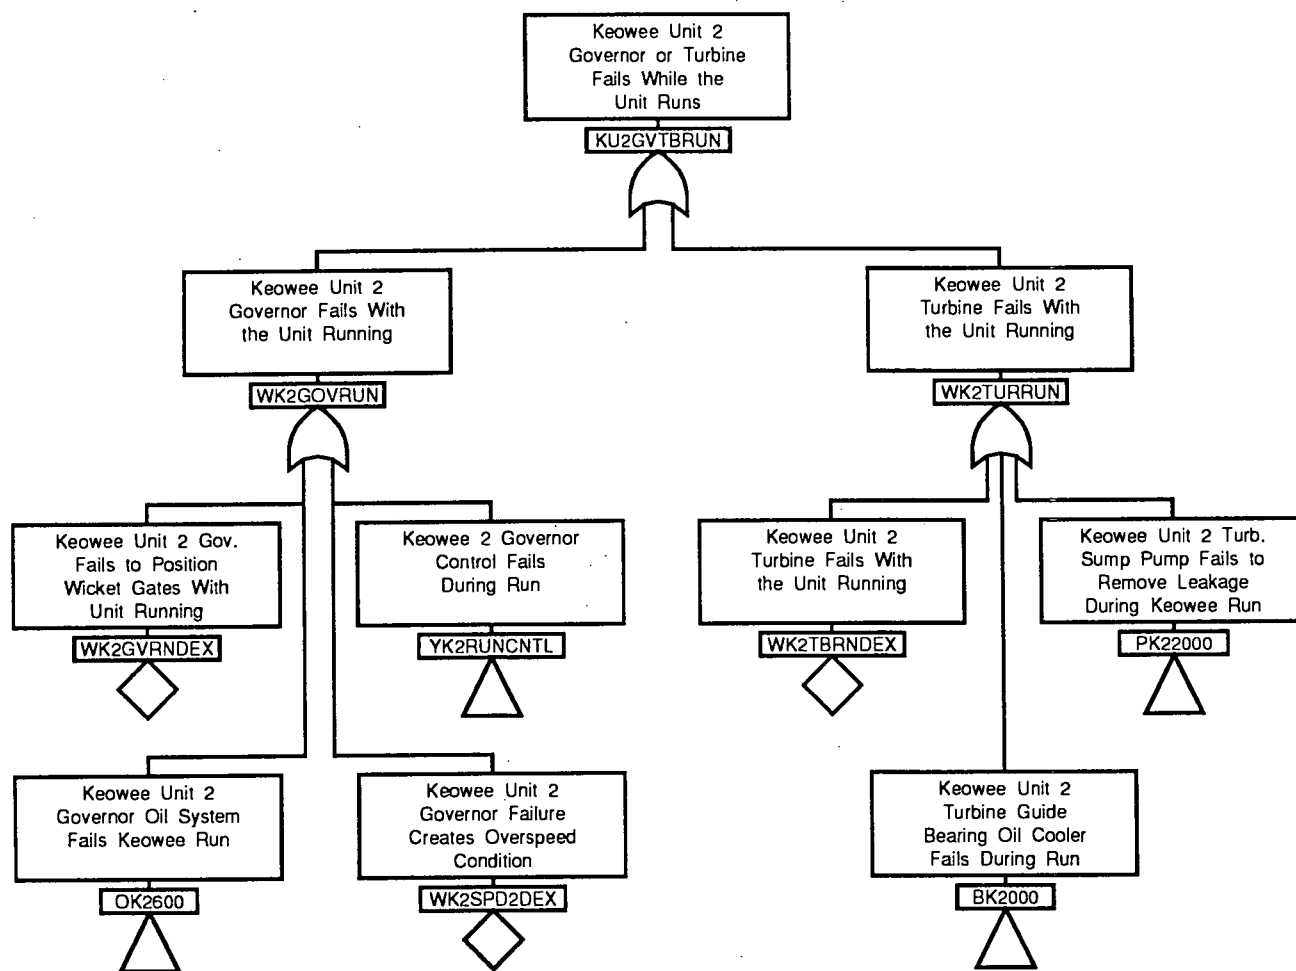 Keowee Unit 2
Governor or Turbine
Fails While the
Unit Runs
KU2GVTBRUN
Keowee Unit 2
Governor Fails With
the Unit Running
WK2GOVRUN
Keowee Unit 2
Turbine Fails With
the Unit Running
WK2TURRUN
Keowee Unit 2 Gov.
Fails to Position
Wicket Gates With
Unit Running
WK2GVRNDEX
Keowee 2 Governor
Control Fails
During Run
YK2RUNCNTL
Keowee Unit 2
Turbine Fails With
the Unit Running
WK2TBRNDEX
Keowee Unit 2 Turb.
Sump Pump Fails to
Remove Leakage
During Keowee Run
PK22000
Keowee Unit 2
Governor Oil System
Fails Keowee Run
OK2600
Keowee Unit 2
Governor Failure
Creates Overspeed
Condition
WK2SPD2DEX
Keowee Unit 2
Turbine Guide
Bearing Oil Cooler
Fails During Run
BK2000